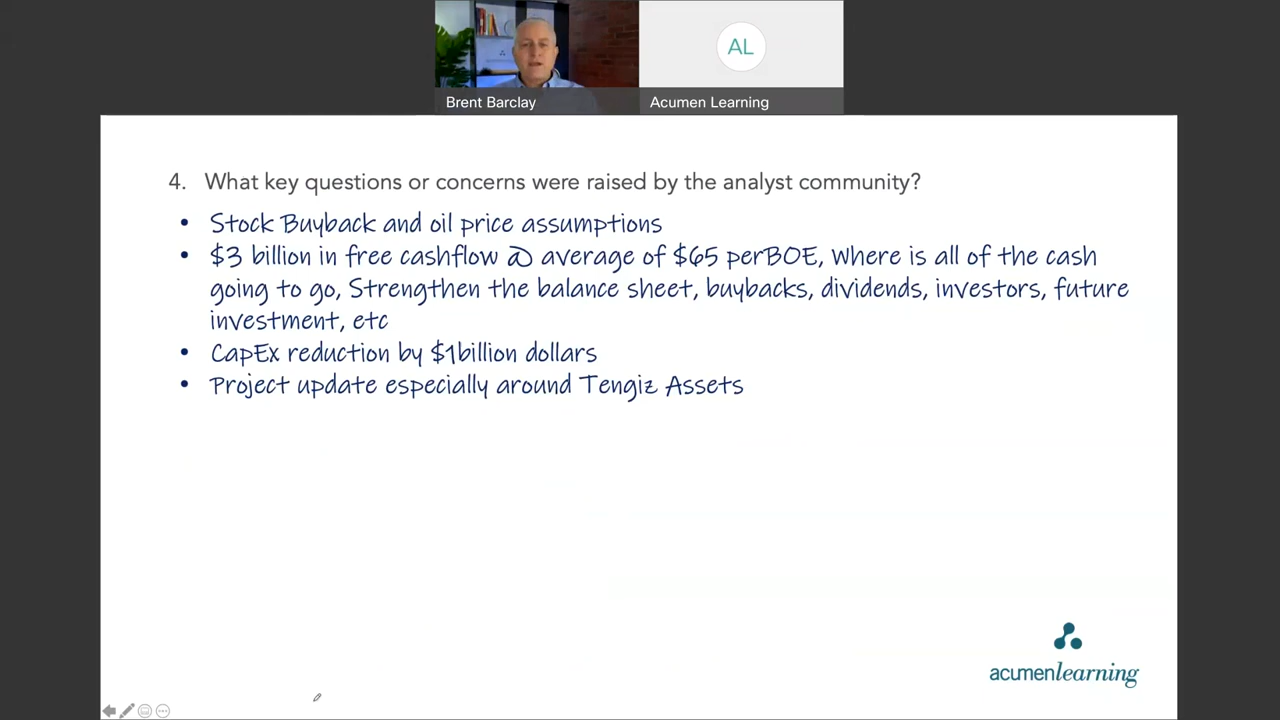 AL
Brent Barclay
Acumen Learning
4. What key questions or concerns were raised by the analyst community?
• Stock Buyback and oil price assumptions
• $3 billion in free cashflow @ average of $65 perBOE, Where is all of the cash
going to go, Strengthen the balance sheet, buybacks, dividends, investors, future
investment, etc
• CapEx reduction by $1billion dollars
• Project update especially around Tengiz Assets
acumenlearning